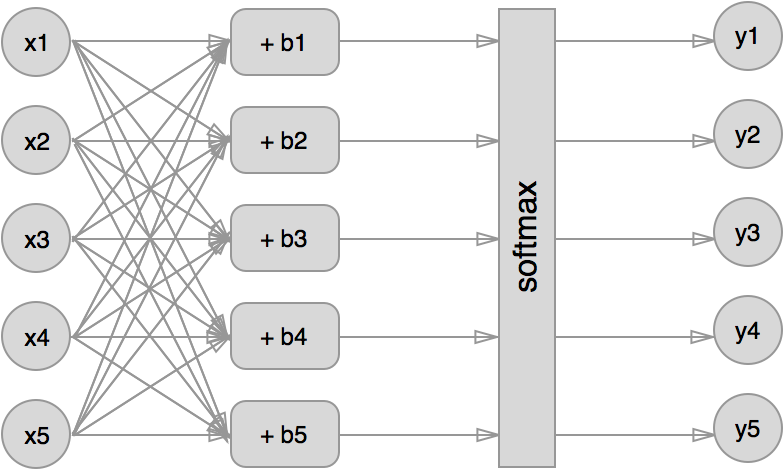 x1
+ b1
y1
x2
+ b2
y2
x3
+ b3
softmax
y3
x4
+ b4
y4
x5
+ b5
y5